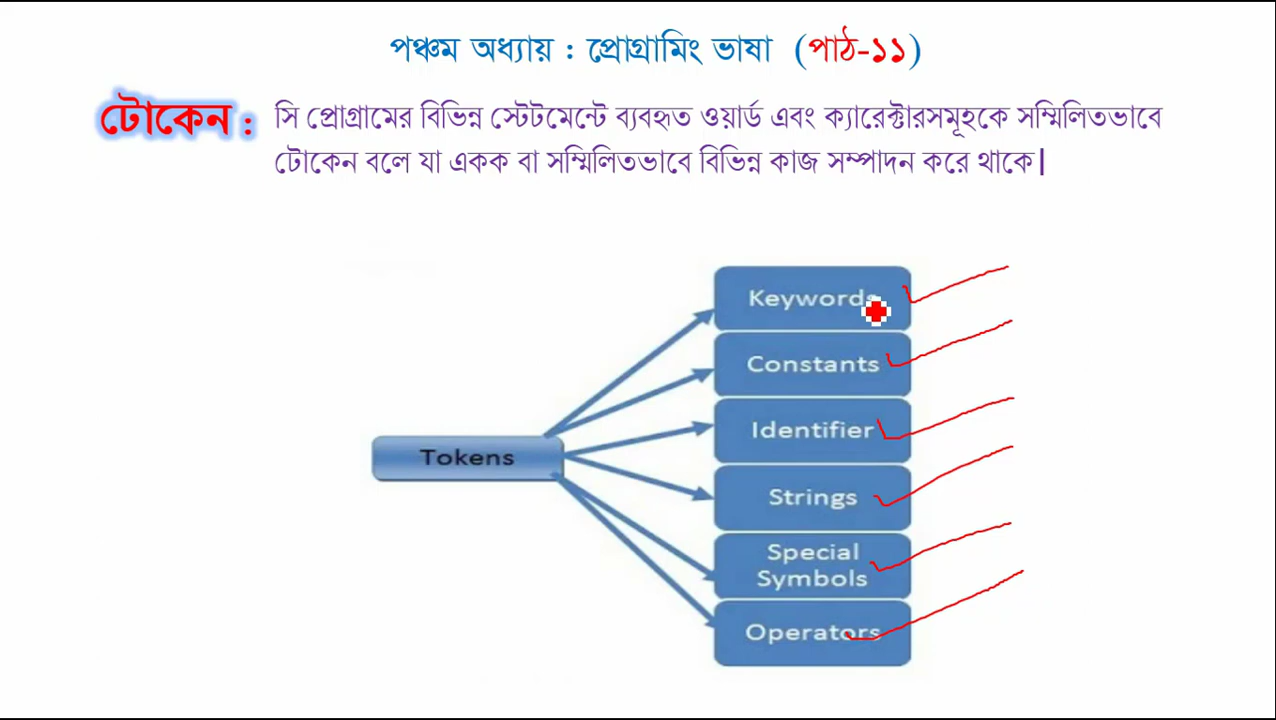 পঞ্চম অধ্যায় : প্রোগ্রামিং ভাষা (পাঠ-১১)
টোকেন : সি প্রোগ্রামের বিভিন্ন স্টেটমেন্টে ব্যবহৃত ওয়ার্ড এবং ক্যারেক্টারসমূহকে সম্মিলিতভাবে
টোকেন বলে যা একক বা সম্মিলিতভাবে বিভিন্ন কাজ সম্পাদন করে থাকে।
Keywords
Constants
Identifier
Tokens
Strings
Special
Symbols
Operators